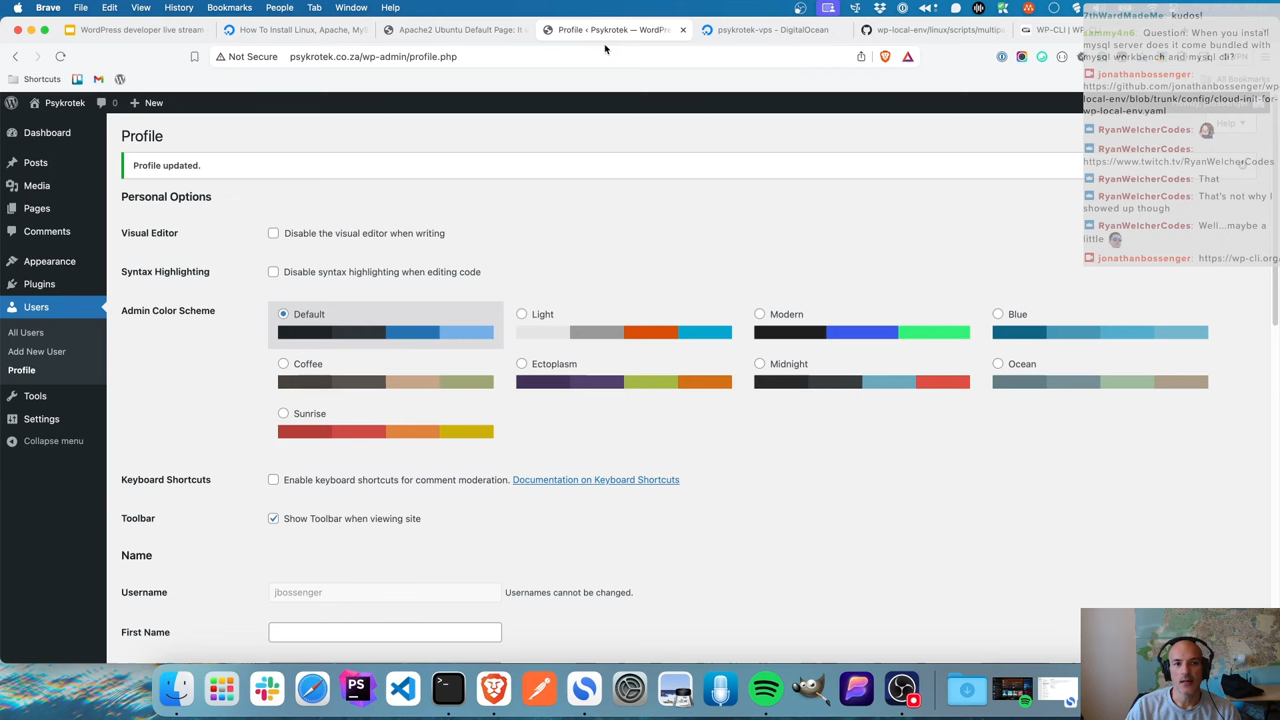 Brave File Edit View History Bookmarks People Tab Window Help
WordPress developer live stream
How To Install Linux, Apache, My
Apache2 Ubuntu Default Page: It
Profile ‹ Psykrotek — WordPre
psykrotek-vps - DigitalOcean
wp-local-env/linux/scripts/multip
WP-CLI
Not Secure psykrotek.co.za/wp-admin/profile.php
VPN
Shortcuts
All Bookmarks
Psykrotek 0 New
Dashboard
Posts
Media
Pages
Comments
Appearance
Plugins
Users
All Users
Add New User
Profile
Tools
Settings
Collapse menu
Help
Profile
Profile updated.
Personal Options
Visual Editor
Disable the visual editor when writing
Syntax Highlighting
Disable syntax highlighting when editing code
Admin Color Scheme
Default Light Modern Blue
Coffee Ectoplasm Midnight Ocean
Sunrise
Keyboard Shortcuts
Enable keyboard shortcuts for comment moderation. Documentation on Keyboard Shortcuts
Toolbar
Show Toolbar when viewing site
Name
Username
jbossenger
Usernames cannot be changed.
First Name
7thWardMadeMe: kudos!
sammy4n6: Question: When you install
mysql server does it come bundled with
mysql workbench and mysql cli?
jonathanbossenger:
https://github.com/jonathanbossenger/wp-
local-env/blob/trunk/config/cloud-init-for-
wp-local-env.yaml
RyanWelcherCodes:
RyanWelcherCodes:
https://www.twitch.tv/RyanWelcherCodes
RyanWelcherCodes: That
RyanWelcherCodes: That's not why I
showed up though
RyanWelcherCodes: Well...maybe a
little
jonathanbossenger: https://wp-cli.org/